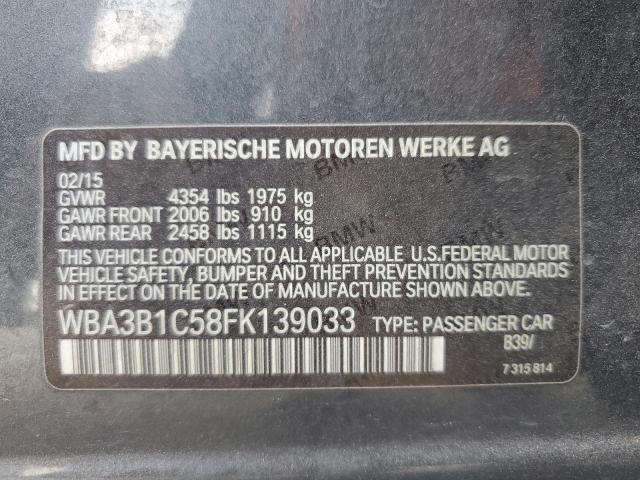 MFD BY BAYERISCHE MOTOREN WERKE AG
02/15
GVWR 4354 lbs 1975 kg
GAWR FRONT 2006 lbs 910 kg
GAWR REAR 2458 lbs 1115 kg
THIS VEHICLE CONFORMS TO ALL APPLICABLE U.S.FEDERAL MOTOR
VEHICLE SAFETY, BUMPER AND THEFT PREVENTION STANDARDS
IN EFFECT ON THE DATE OF MANUFACTURE SHOWN ABOVE.
WBA3B1C58FK139033 TYPE: PASSENGER CAR
B39/
7 315 814